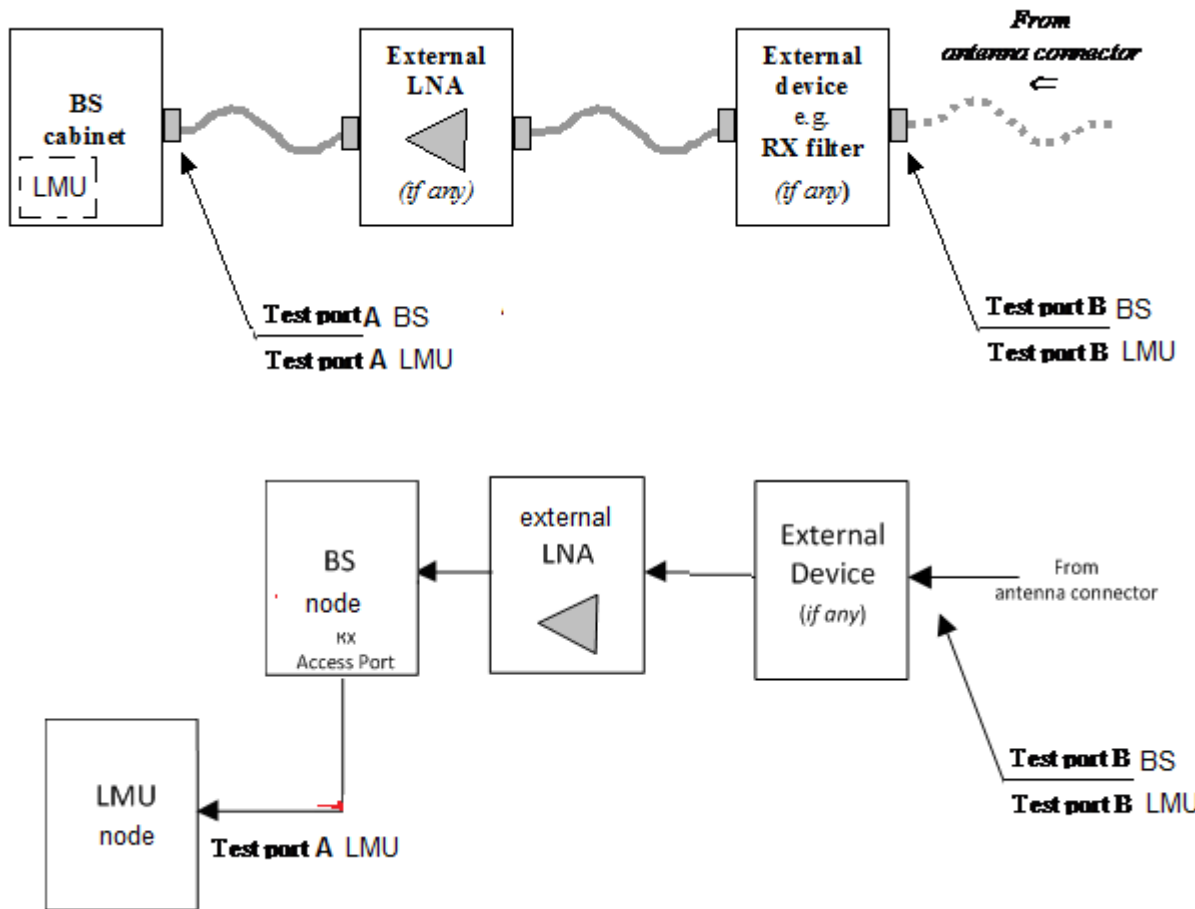 BS
cabinet
LMU
External
LNA
(if any)
External
device
e.g.
RX filter
(if any)
From
antenna connector
⇐
Test port A BS
Test port A LMU
Test port B BS
Test port B LMU
BS
node
RX
Access Port
external
LNA
External
Device
(if any)
From
antenna connector
LMU
node
Test port A LMU
Test port B BS
Test port B LMU